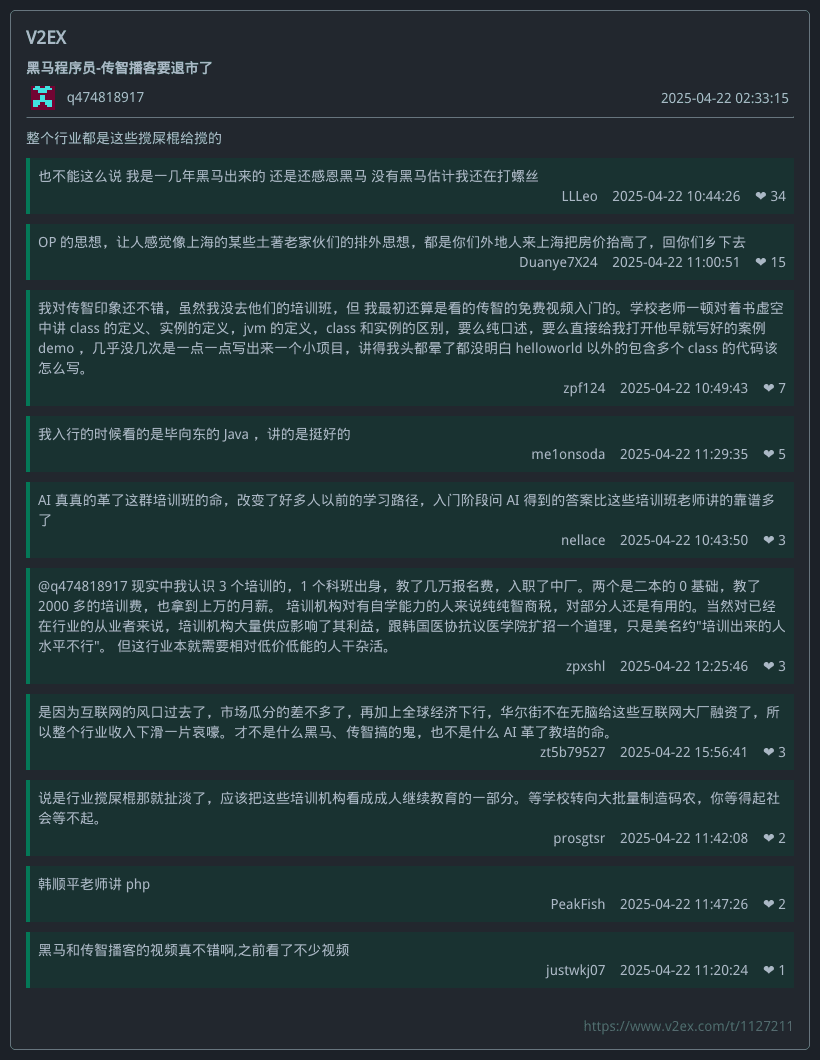 V2EX
黑马程序员-传智播客要退市了
q474818917
2025-04-22 02:33:15
整个行业都是这些搅屎棍给搅的
也不能这么说 我是一几年黑马出来的 还是还感恩黑马 没有黑马估计我还在打螺丝
LLLeo 2025-04-22 10:44:26 ❤ 34
OP 的思想，让人感觉像上海的某些土著老家伙们的排外思想，都是你们外地人来上海把房价抬高了，回你们乡下去
Duanye7X24 2025-04-22 11:00:51 ❤ 15
我对传智印象还不错，虽然我没去他们的培训班，但 我最初还算是看的传智的免费视频入门的。学校老师一顿对着书虚空
中讲 class 的定义、实例的定义，jvm 的定义，class 和实例的区别，要么纯口述，要么直接给我打开他早就写好的案例
demo ，几乎没几次是一点一点写出来一个小项目，讲得我头都晕了都没明白 helloworld 以外的包含多个 class 的代码该
怎么写。
zpf124 2025-04-22 10:49:43 ❤ 7
我入行的时候看的是毕向东的 Java ，讲的是挺好的
me1onsoda 2025-04-22 11:29:35 ❤ 5
AI 真真的革了这群培训班的命，改变了好多人以前的学习路径，入门阶段问 AI 得到的答案比这些培训班老师讲的靠谱多
了
nellace 2025-04-22 10:43:50 ❤ 3
@q474818917 现实中我认识 3 个培训的，1 个科班出身，教了几万报名费，入职了中厂。两个是二本的 0 基础，教了
2000 多的培训费，也拿到上万的月薪。 培训机构对有自学能力的人来说纯纯智商税，对部分人还是有用的。当然对已经
在行业的从业者来说，培训机构大量供应影响了其利益，跟韩国医协抗议医学院扩招一个道理，只是美名约"培训出来的人
水平不行"。 但这行业本就需要相对低价低能的人干杂活。
zpxshl 2025-04-22 12:25:46 ❤ 3
是因为互联网的风口过去了，市场瓜分的差不多了，再加上全球经济下行，华尔街不在无脑给这些互联网大厂融资了，所
以整个行业收入下滑一片哀嚎。才不是什么黑马、传智搞的鬼，也不是什么 AI 革了教培的命。
zt5b79527 2025-04-22 15:56:41 ❤ 3
说是行业搅屎棍那就扯淡了，应该把这些培训机构看成成人继续教育的一部分。等学校转向大批量制造码农，你等得起社
会等不起。
prosgtsr 2025-04-22 11:42:08 ❤ 2
韩顺平老师讲 php
PeakFish 2025-04-22 11:47:26 ❤ 2
黑马和传智播客的视频真不错啊,之前看了不少视频
justwkj07 2025-04-22 11:20:24 ❤ 1
https://www.v2ex.com/t/1127211